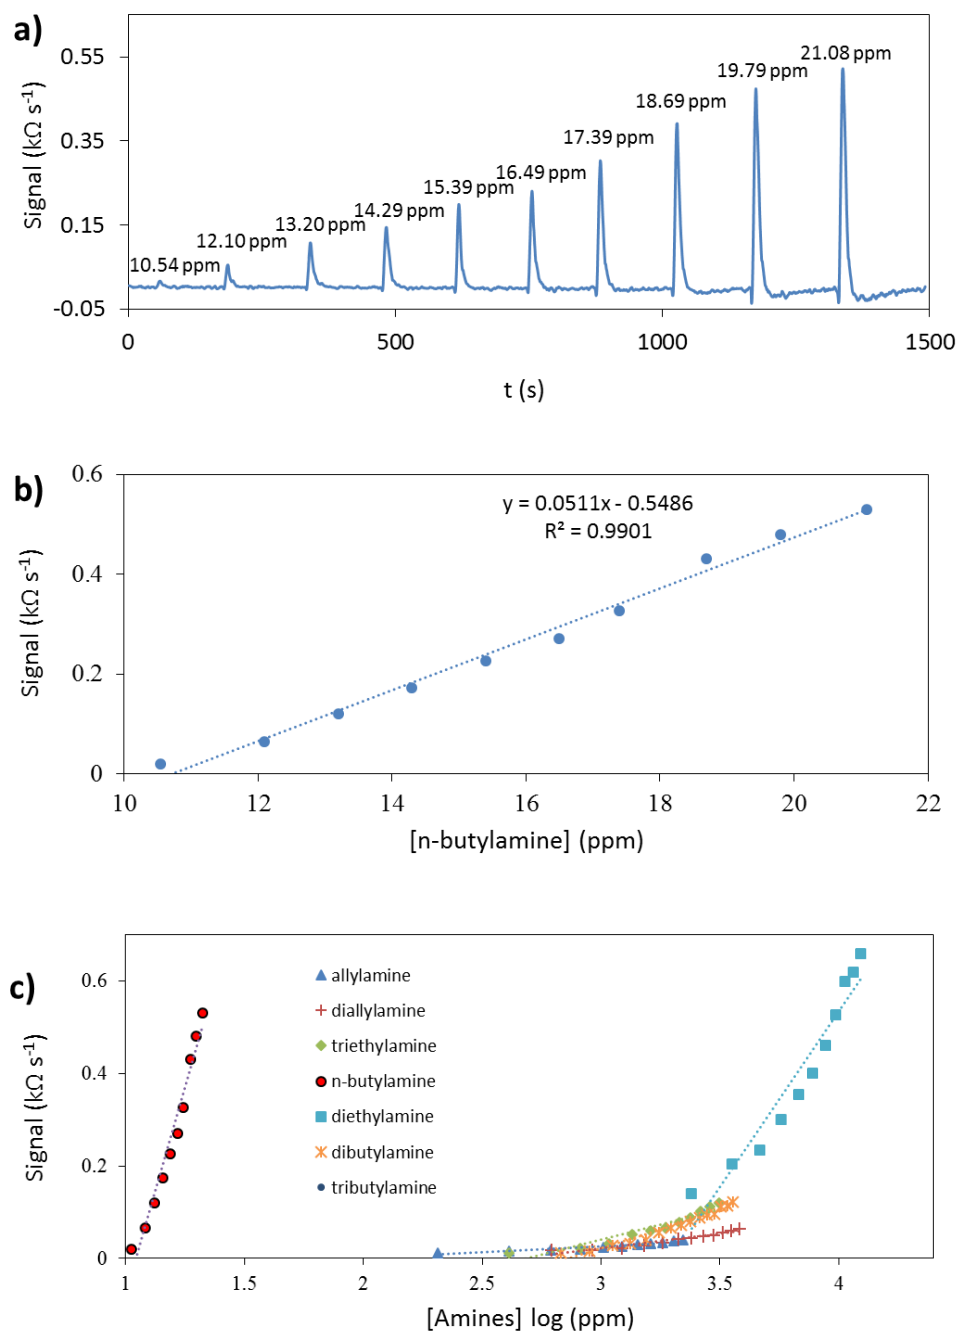 a)
Signal (kΩ s⁻¹)
0.55
0.35
0.15
-0.05
10.54 ppm
12.10 ppm
13.20 ppm
14.29 ppm
15.39 ppm
16.49 ppm
17.39 ppm
18.69 ppm
19.79 ppm
21.08 ppm
0 500 1000 1500
t (s)
b)
Signal (kΩ s⁻¹)
0.6
0.4
0.2
0
y = 0.0511x - 0.5486
R² = 0.9901
10 12 14 16 18 20 22
[n-butylamine] (ppm)
c)
Signal (kΩ s⁻¹)
0.6
0.4
0.2
0
allylamine
diallylamine
triethylamine
n-butylamine
diethylamine
dibutylamine
tributylamine
1 1.5 2 2.5 3 3.5 4
[Amines] log (ppm)